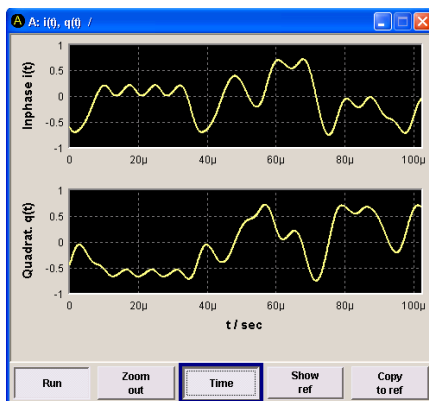 A A: i(t), q(t) /
Inphase i(t)
1
0.5
0
-0.5
-1
0 20µ 40µ 60µ 80µ 100µ
Quadrat. q(t)
1
0.5
0
-0.5
-1
0 20µ 40µ 60µ 80µ 100µ
t / sec
Run
Zoom
out
Time
Show
ref
Copy
to ref